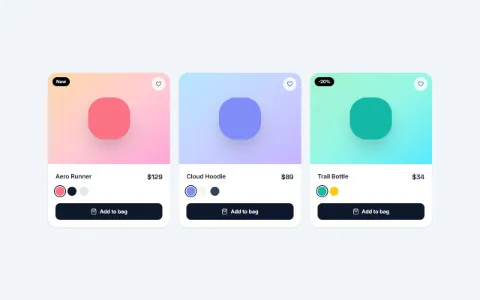 New
Aero Runner $129
Add to bag
Cloud Hoodie $89
Add to bag
-20%
Trail Bottle $34
Add to bag